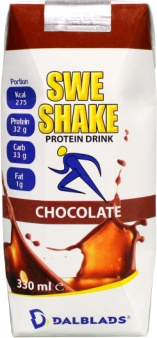 Portion
Kcal
275
Protein
32 g
Carb
33 g
Fat
1g
SWE
SHAKE
PROTEIN DRINK
CHOCOLATE
330 ml e
DALBLADS®